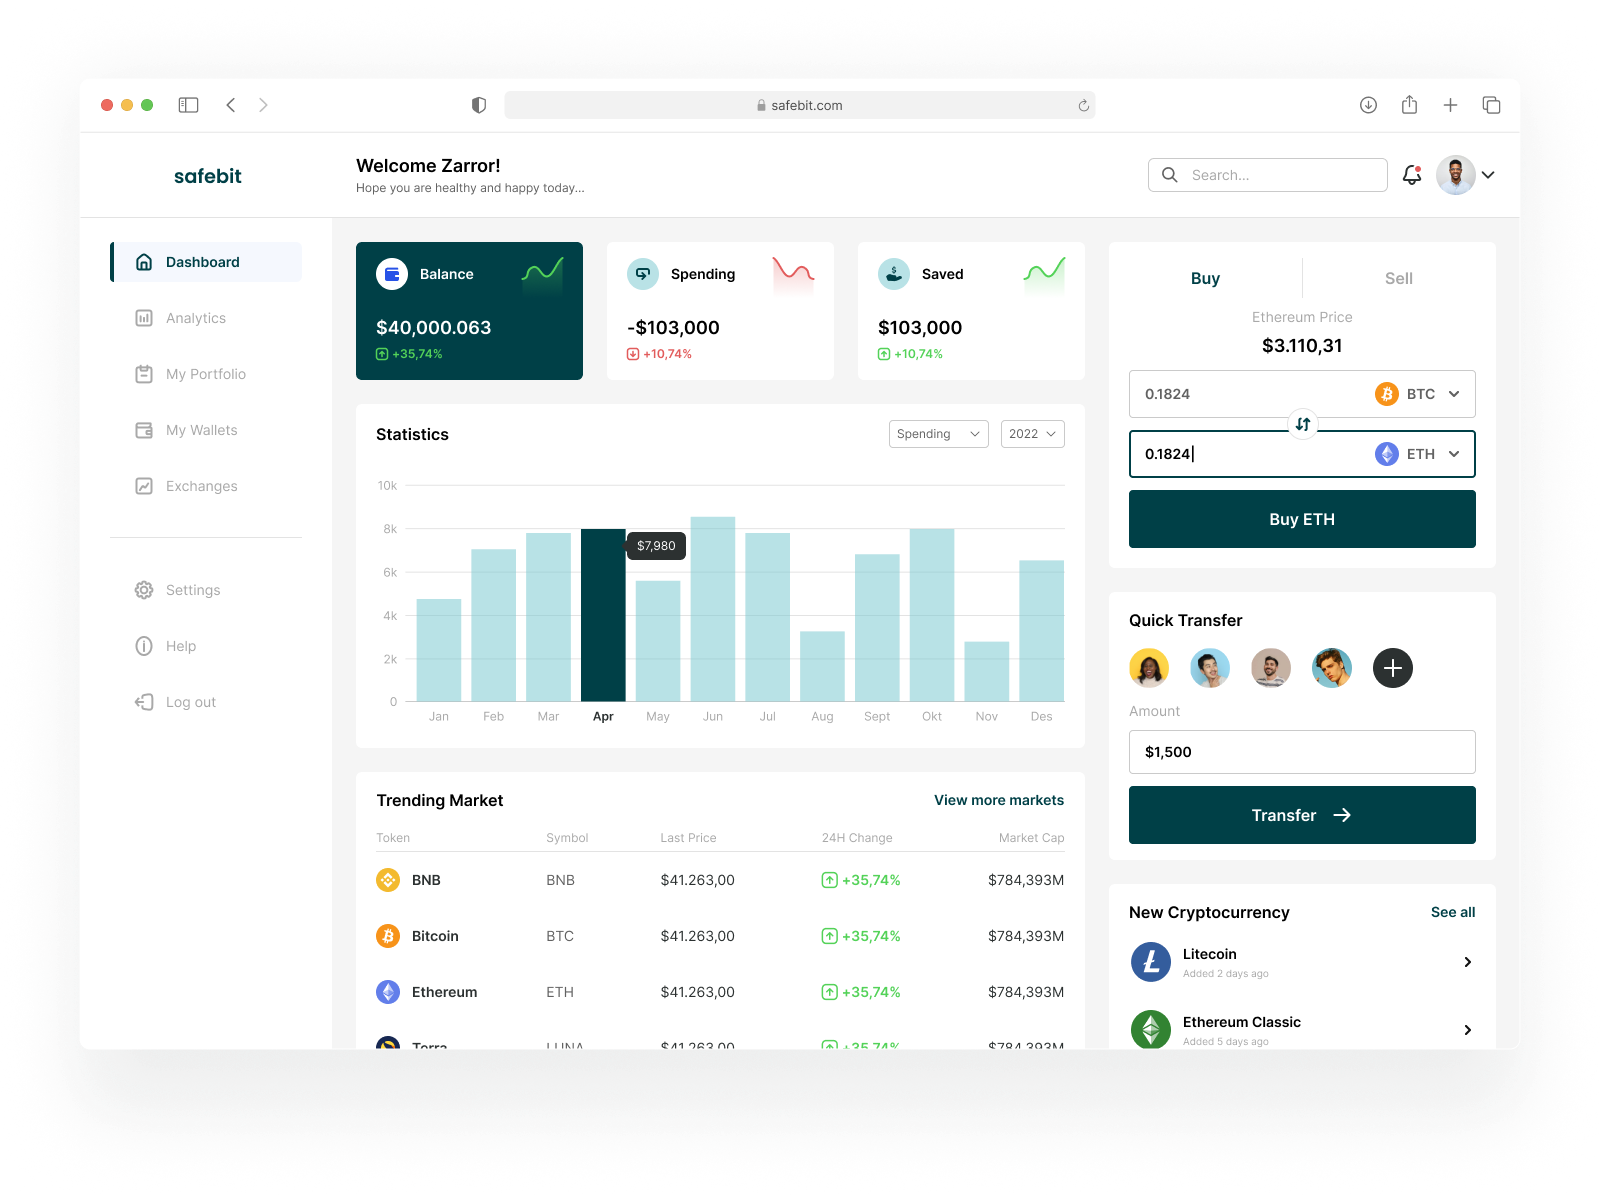 safebit.com
safebit
Welcome Zarror!
Hope you are healthy and happy today...
Search...
Dashboard
Analytics
My Portfolio
My Wallets
Exchanges
Settings
Help
Log out
Balance
$40,000.063
+35,74%
Spending
-$103,000
+10,74%
Saved
$103,000
+10,74%
Statistics
Spending
2022
10k
8k
6k
4k
2k
0
$7,980
Jan Feb Mar Apr May Jun Jul Aug Sept Okt Nov Des
Trending Market
View more markets
Token Symbol Last Price 24H Change Market Cap
BNB BNB $41.263,00 +35,74% $784,393M
Bitcoin BTC $41.263,00 +35,74% $784,393M
Ethereum ETH $41.263,00 +35,74% $784,393M
Terra LUNA $41.263,00 +35,74% $784,393M
Buy
Sell
Ethereum Price
$3.110,31
0.1824 BTC
0.1824 ETH
Buy ETH
Quick Transfer
Amount
$1,500
Transfer
New Cryptocurrency
See all
Litecoin
Added 2 days ago
Ethereum Classic
Added 5 days ago